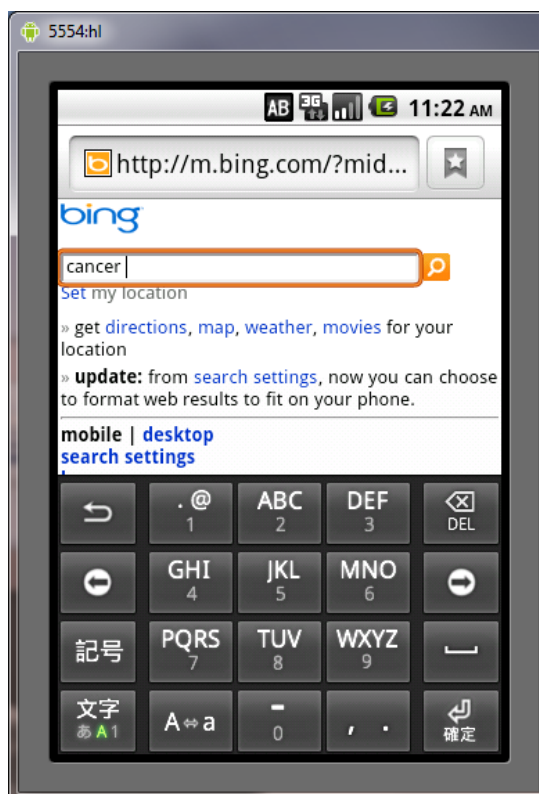 5554:hl
AB 3G 11:22 AM
http://m.bing.com/?mid...
bing
cancer
Set my location
» get directions, map, weather, movies for your
location
» update: from search settings, now you can choose
to format web results to fit on your phone.
mobile | desktop
search settings
. @ ABC DEF DEL
1 2 3
GHI JKL MNO
4 5 6
記号 PQRS TUV WXYZ
7 8 9
文字 A⇔a - , . 確定
あA1 0